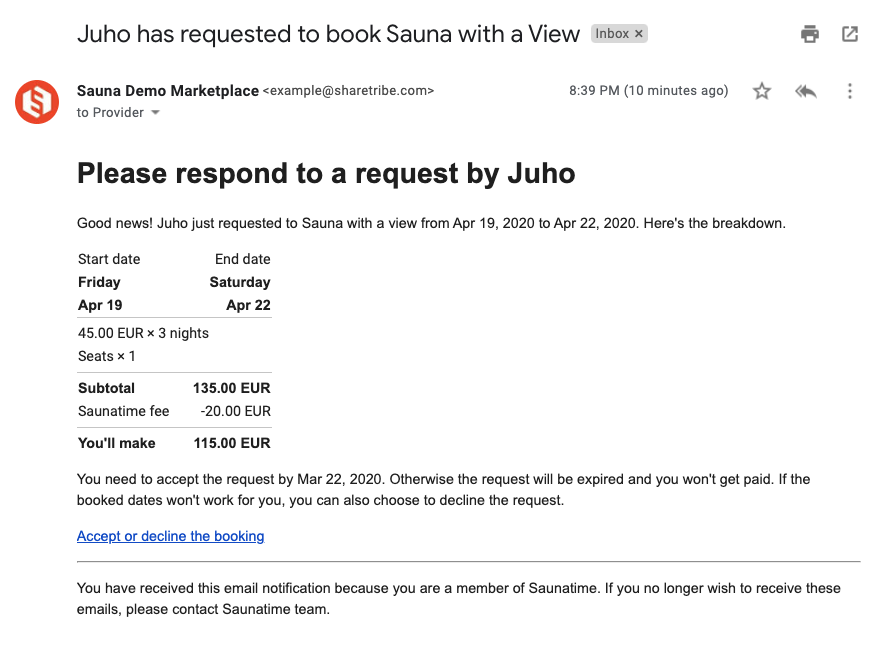 Juho has requested to book Sauna with a View Inbox ×
Sauna Demo Marketplace <example@sharetribe.com> 8:39 PM (10 minutes ago)
to Provider
Please respond to a request by Juho
Good news! Juho just requested to Sauna with a view from Apr 19, 2020 to Apr 22, 2020. Here's the breakdown.
Start date End date
Friday Saturday
Apr 19 Apr 22
45.00 EUR × 3 nights
Seats × 1
Subtotal 135.00 EUR
Saunatime fee -20.00 EUR
You'll make 115.00 EUR
You need to accept the request by Mar 22, 2020. Otherwise the request will be expired and you won't get paid. If the
booked dates won't work for you, you can also choose to decline the request.
Accept or decline the booking
You have received this email notification because you are a member of Saunatime. If you no longer wish to receive these
emails, please contact Saunatime team.